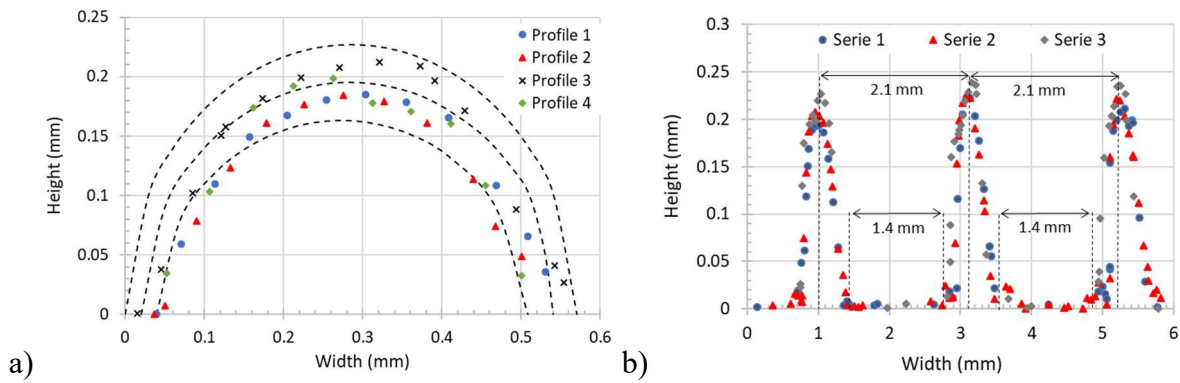 a)
Height (mm)
0.25
0.2
0.15
0.1
0.05
0
0 0.1 0.2 0.3 0.4 0.5 0.6
Width (mm)
Profile 1
Profile 2
Profile 3
Profile 4
b)
Height (mm)
0.3
0.25
0.2
0.15
0.1
0.05
0
0 1 2 3 4 5 6
Width (mm)
Serie 1 Serie 2 Serie 3
2.1 mm 2.1 mm
1.4 mm 1.4 mm